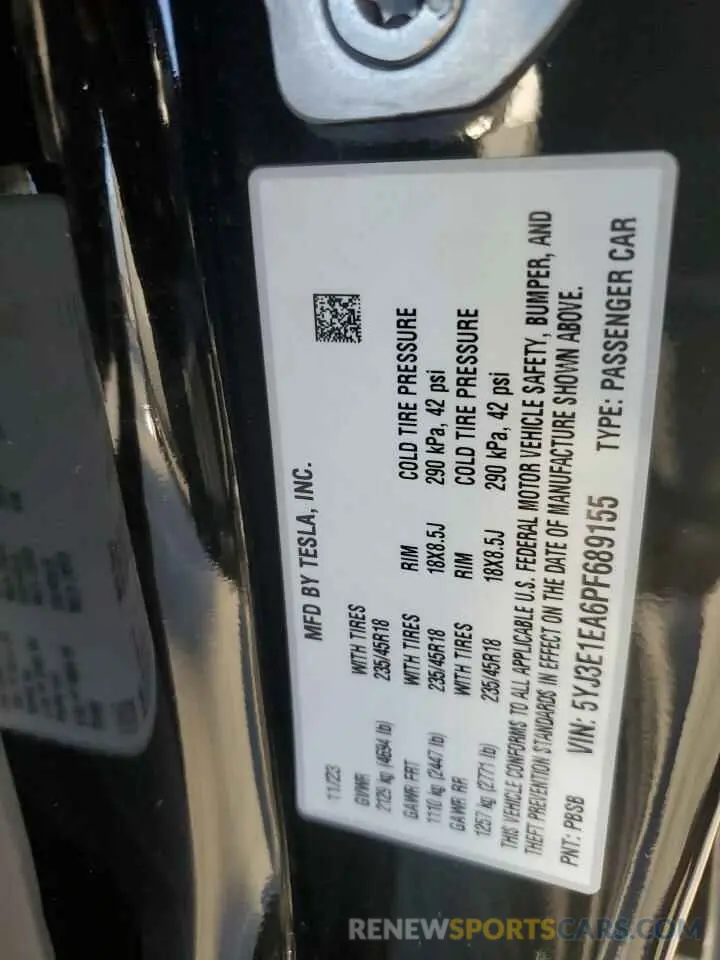 MFD BY TESLA, INC.
11/23
GVWR WITH TIRES
2129 kg (4694 lb) 235/45R18
GAWR FRT WITH TIRES RIM COLD TIRE PRESSURE
1110 kg (2447 lb) 235/45R18 18X8.5J 290 kPa, 42 psi
GAWR RR WITH TIRES RIM COLD TIRE PRESSURE
1257 kg (2771 lb) 235/45R18 18X8.5J 290 kPa, 42 psi
THIS VEHICLE CONFORMS TO ALL APPLICABLE U.S. FEDERAL MOTOR VEHICLE SAFETY, BUMPER, AND
THEFT PREVENTION STANDARDS IN EFFECT ON THE DATE OF MANUFACTURE SHOWN ABOVE.
PNT: PBSB VIN: 5YJ3E1EA6PF689155 TYPE: PASSENGER CAR
RENEWSPORTSCARS.COM